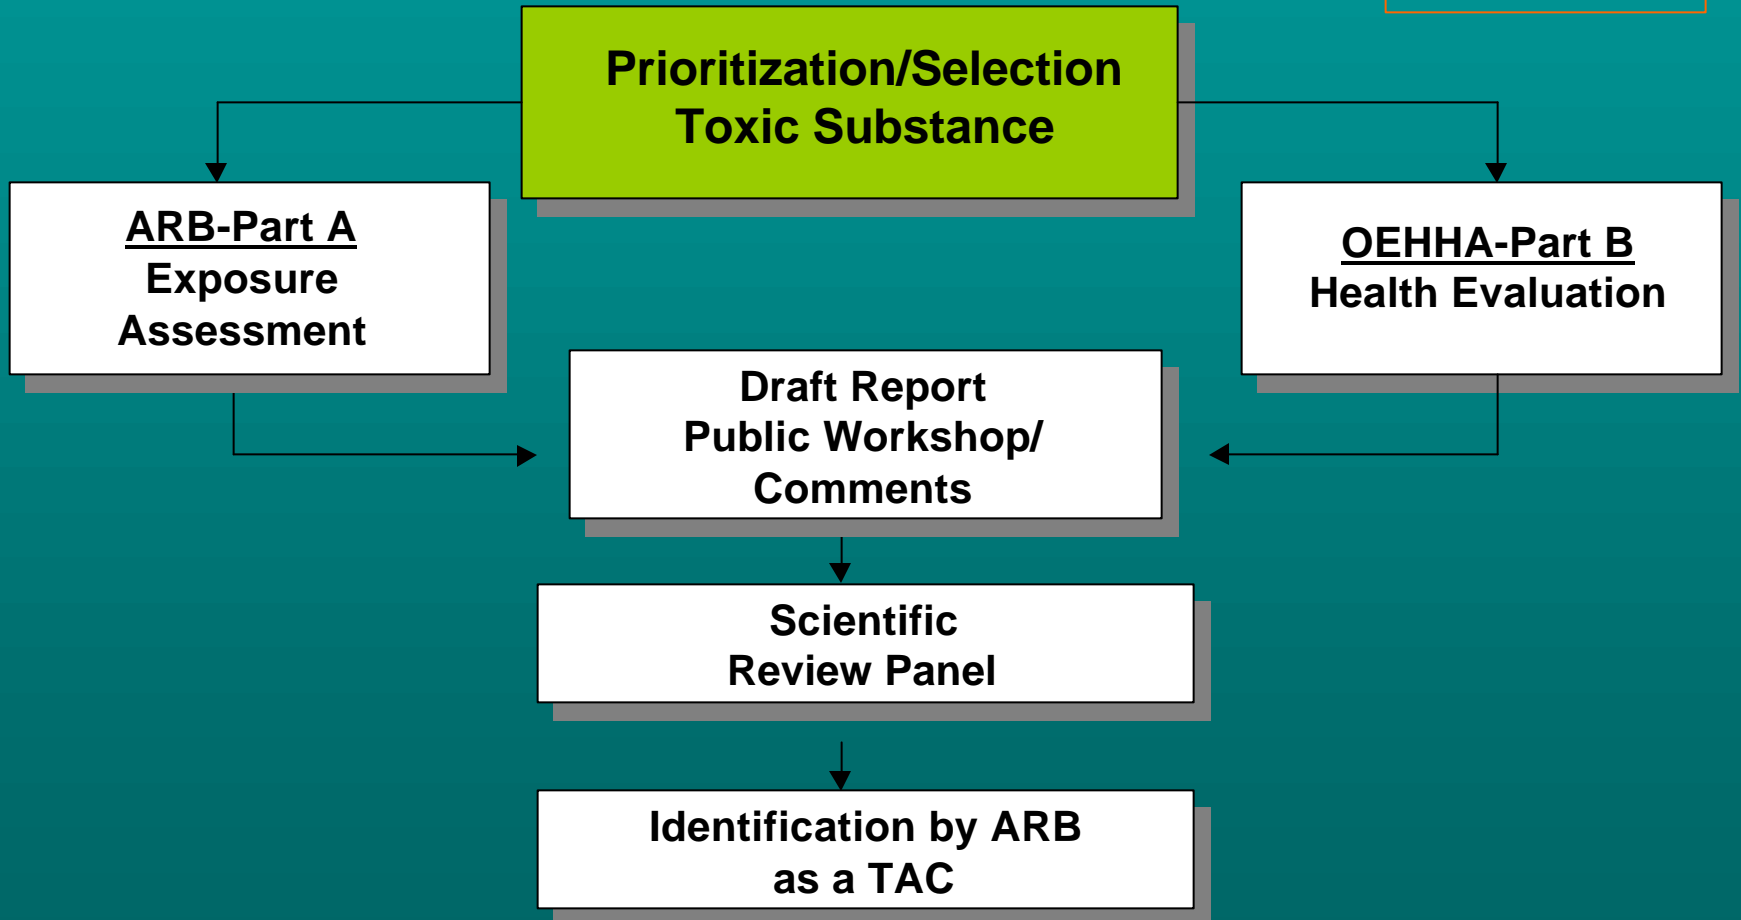 Prioritization/Selection
Toxic Substance
ARB-Part A
Exposure
Assessment
OEHHA-Part B
Health Evaluation
Draft Report
Public Workshop/
Comments
Scientific
Review Panel
Identification by ARB
as a TAC